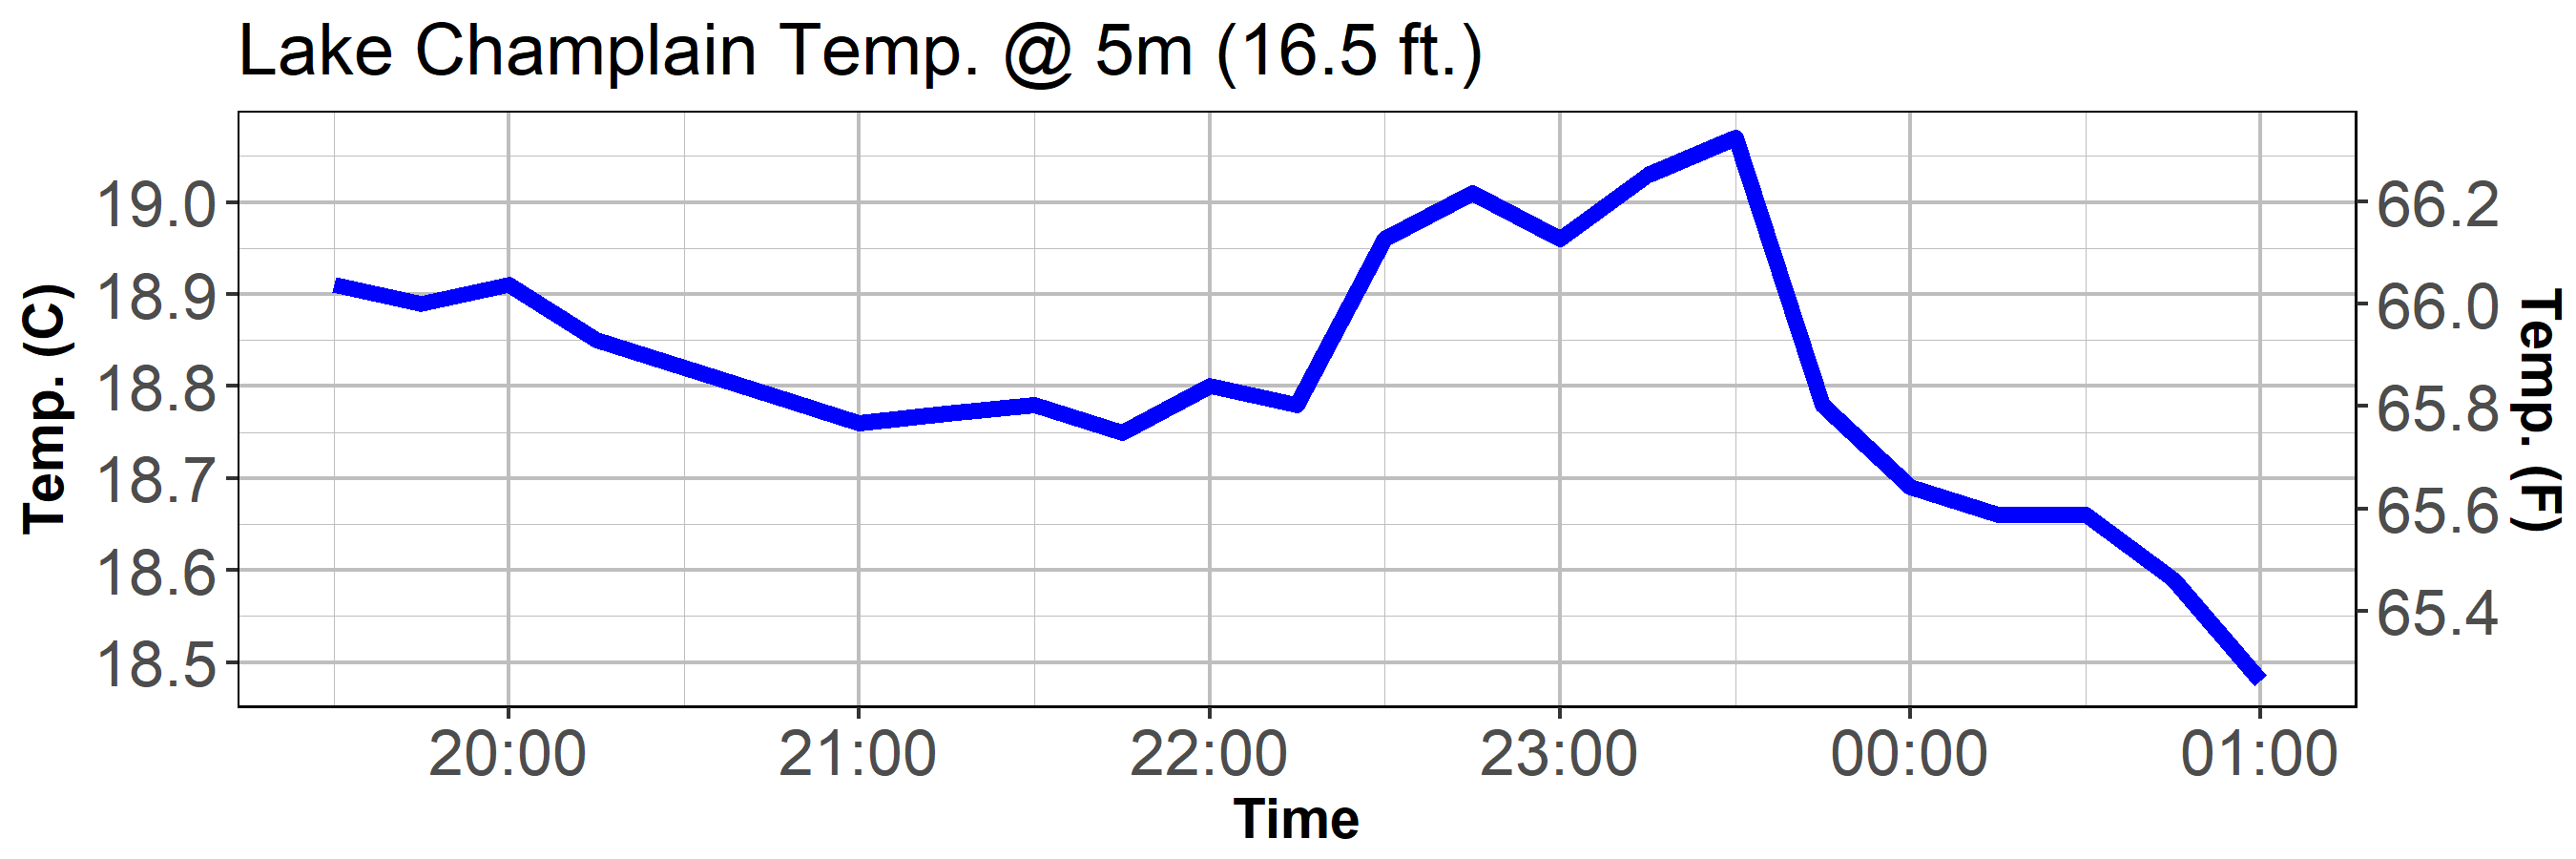 Lake Champlain Temp. @ 5m (16.5 ft.)
Temp. (C)
19.0
18.9
18.8
18.7
18.6
18.5
66.2
66.0
65.8
65.6
65.4
Temp. (F)
20:00 21:00 22:00 23:00 00:00 01:00
Time